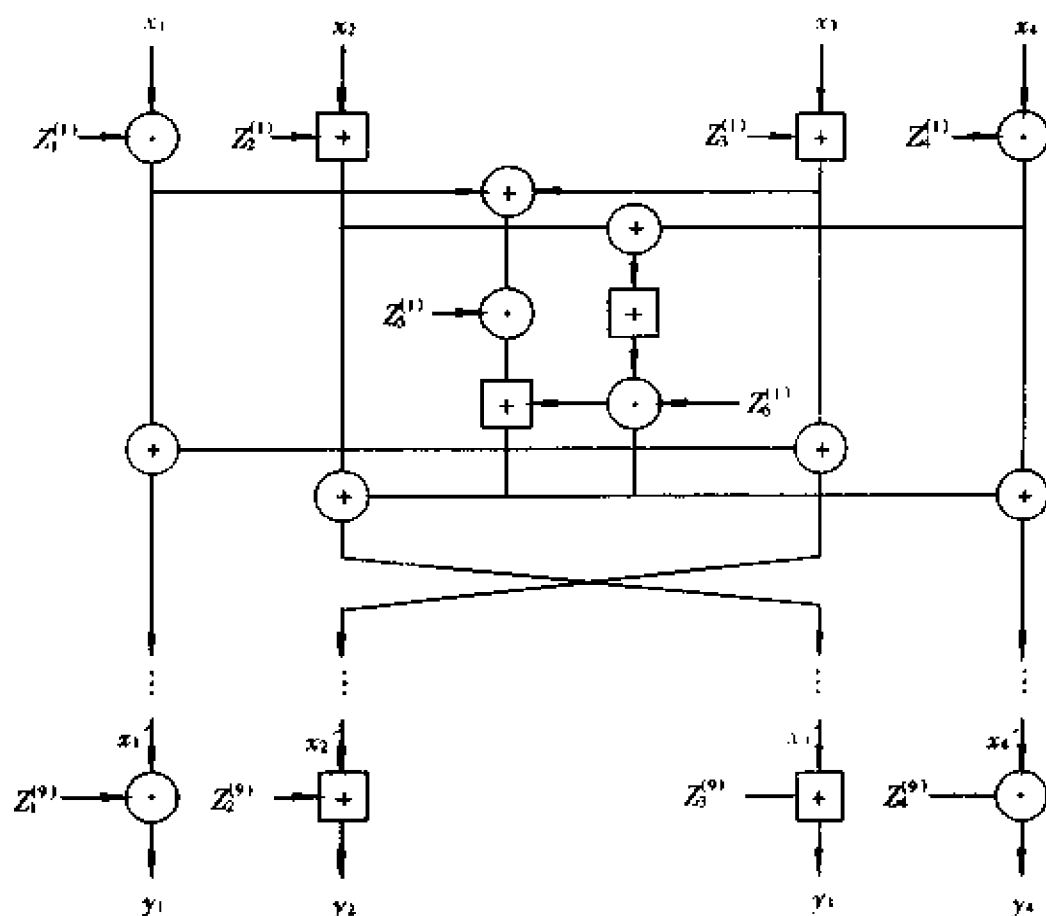 x₁ x₂ x₃ x₄
Z₁⁽¹⁾ · Z₂⁽¹⁾ + Z₃⁽¹⁾ + Z₄⁽¹⁾ ·
+
+
Z₅⁽¹⁾ · +
+ · Z₆⁽¹⁾
+ +
+ +
⋮ ⋮ ⋮ ⋮
x₁′ x₂′ x₃′ x₄′
Z₁⁽⁹⁾ · Z₂⁽⁹⁾ + Z₃⁽⁹⁾ + Z₄⁽⁹⁾ ·
y₁ y₂ y₃ y₄